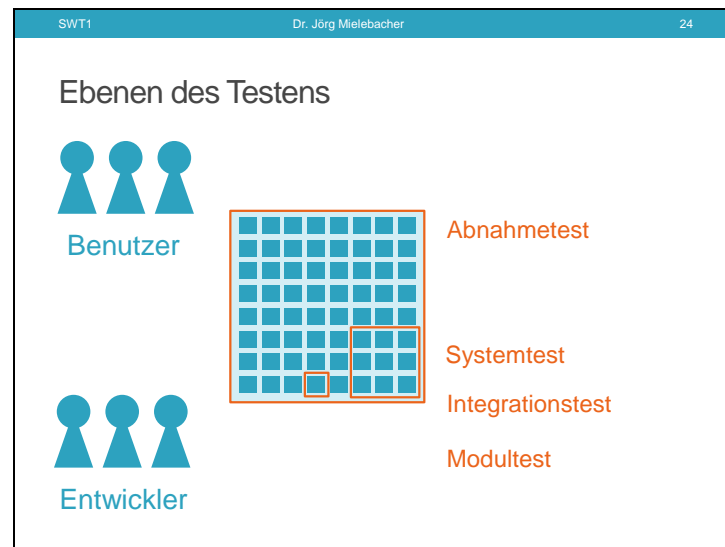 SWT1 Dr. Jörg Mielebacher 24
Ebenen des Testens
Benutzer
Abnahmetest
Systemtest
Integrationstest
Modultest
Entwickler